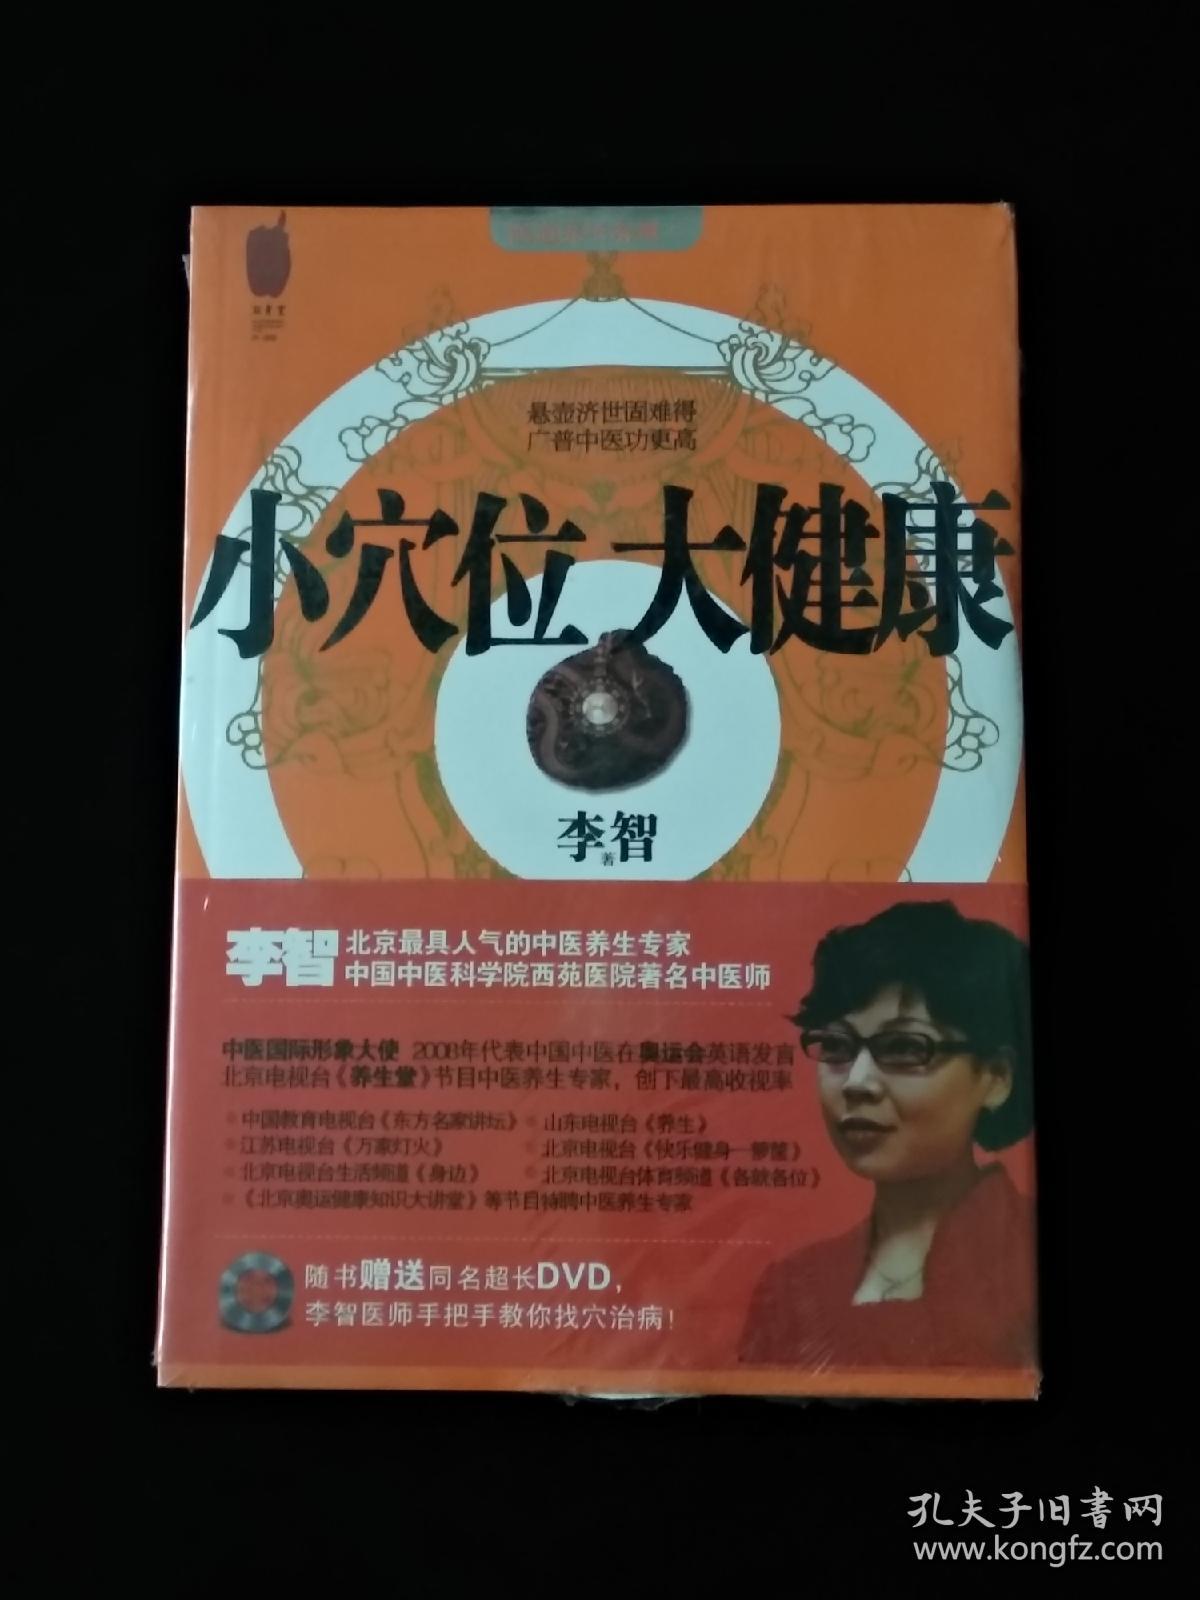 悬壶济世固难得
广普中医功更高
小穴位 大健康
李智
著
李智
北京最具人气的中医养生专家
中国中医科学院西苑医院著名中医师
中医国际形象大使 2008年代表中国中医在奥运会英语发言
北京电视台《养生堂》节目中医养生专家，创下最高收视率
中国教育电视台《东方名家讲坛》 山东电视台《养生》
江苏电视台《万家灯火》 北京电视台《快乐健身一箩筐》
北京电视台生活频道《身边》 北京电视台体育频道《各就各位》
《北京奥运健康知识大讲堂》等节目特聘中医养生专家
随书赠送同名超长DVD，
李智医师手把手教你找穴治病！
孔夫子旧书网
www.kongfz.com